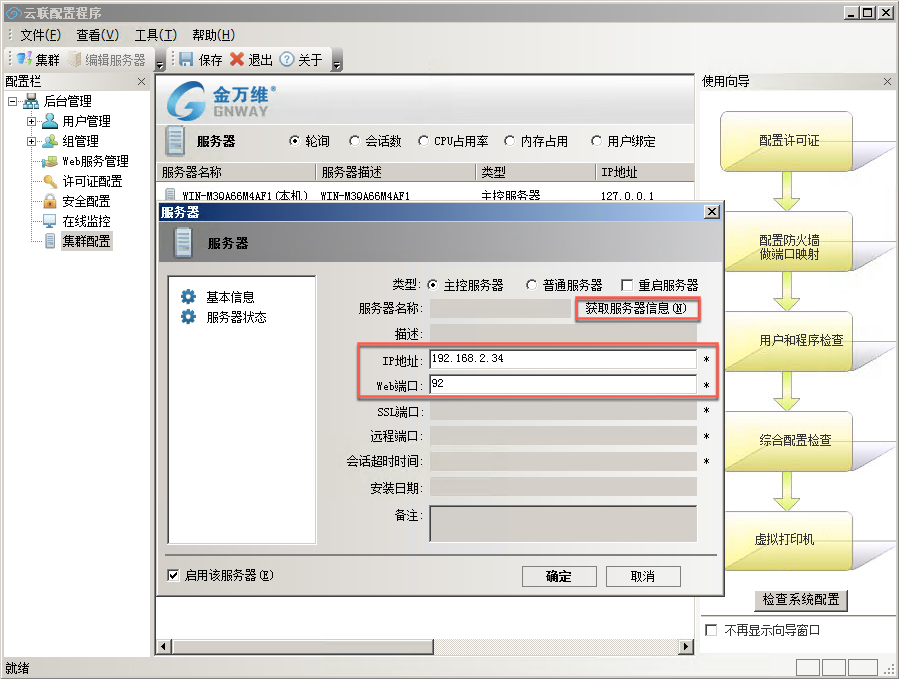 云联配置程序
文件(F) 查看(V) 工具(T) 帮助(H)
集群 编辑服务器 保存 退出 关于
配置栏
后台管理
用户管理
组管理
Web服务管理
许可证配置
安全配置
在线监控
集群配置
金万维®
GNWAY
服务器 轮询 会话数 CPU占用率 内存占用 用户绑定
服务器名称 服务器描述 类型 IP地址
WIN-M3QA66M4AF1(本机) WIN-M3QA66M4AF1 主控服务器 127.0.0.1
服务器
服务器
基本信息
服务器状态
类型: 主控服务器 普通服务器 重启服务器
服务器名称: 获取服务器信息(N)
描述:
IP地址: 192.168.2.34 *
Web端口: 92 *
SSL端口: *
远程端口: *
会话超时时间: *
安装日期:
备注:
启用该服务器(E) 确定 取消
使用向导
配置许可证
配置防火墙
做端口映射
用户和程序检查
综合配置检查
虚拟打印机
检查系统配置
不再显示向导窗口
就绪